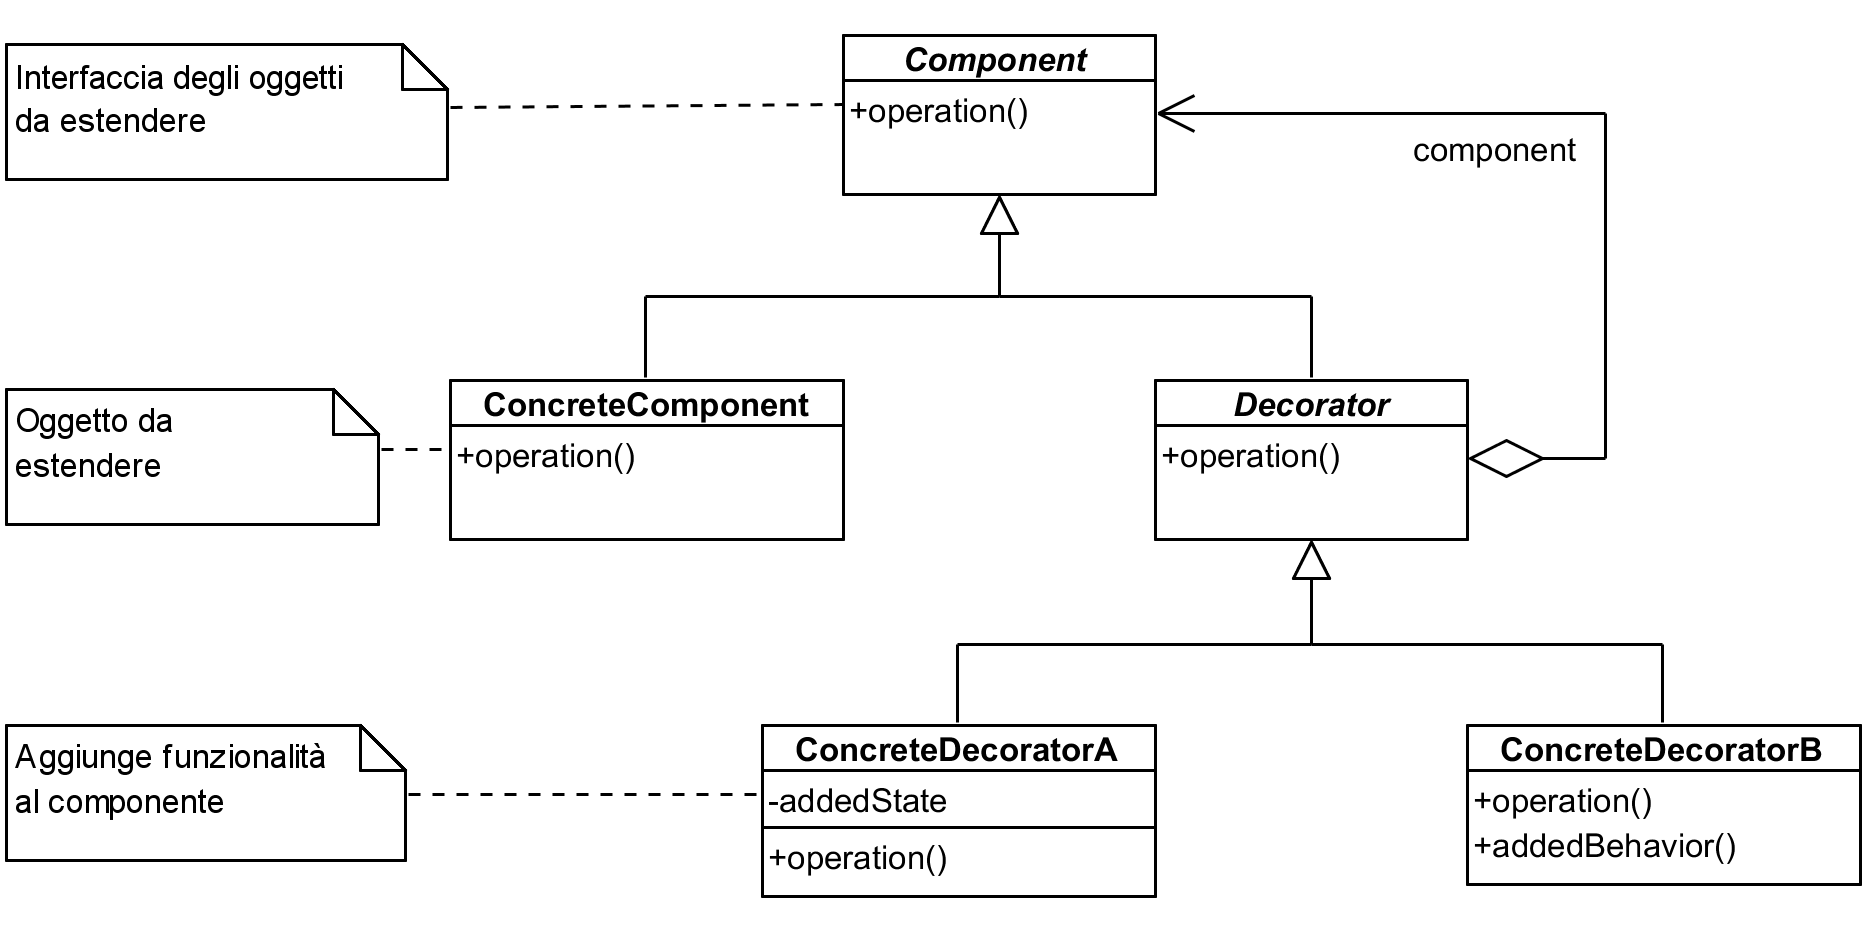 Interfaccia degli oggetti
da estendere
Component
+operation()
component
Oggetto da
estendere
ConcreteComponent
+operation()
Decorator
+operation()
Aggiunge funzionalità
al componente
ConcreteDecoratorA
-addedState
+operation()
ConcreteDecoratorB
+operation()
+addedBehavior()